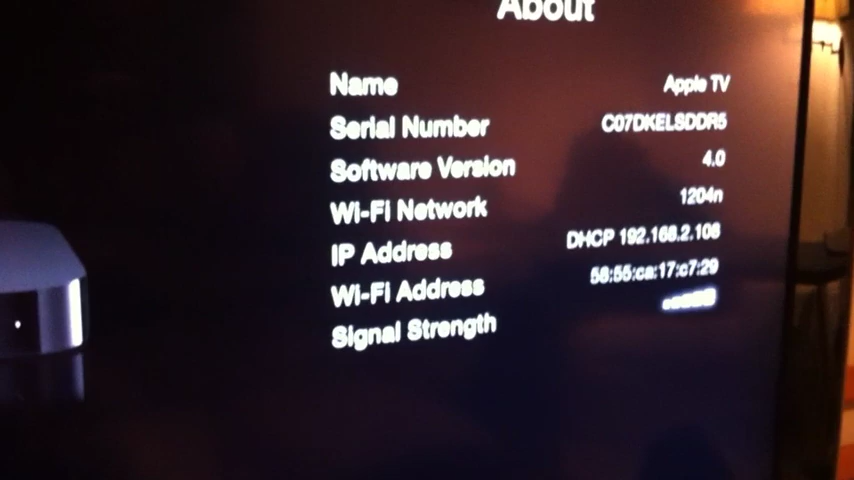 About
Name Apple TV
Serial Number C07DKELSDDR5
Software Version 4.0
Wi-Fi Network 1204n
IP Address DHCP 192.168.2.108
Wi-Fi Address 58:55:ca:17:c7:29
Signal Strength